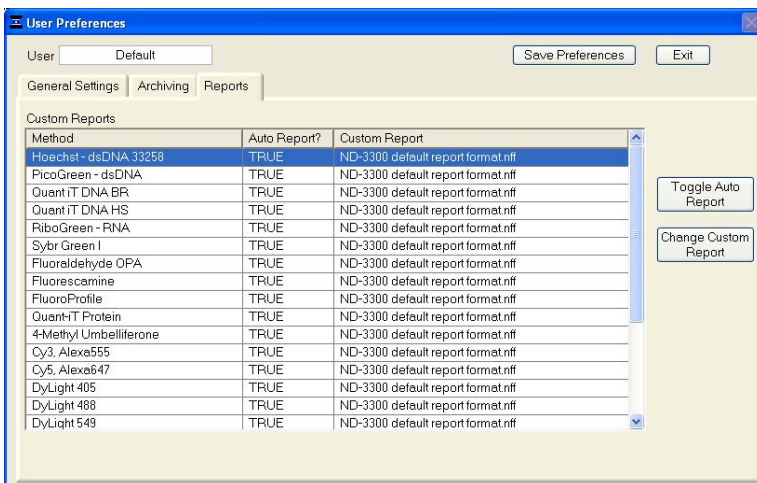 User Preferences
User Default Save Preferences Exit
General Settings Archiving Reports
Custom Reports
Method Auto Report? Custom Report
Hoechst - dsDNA 33258 TRUE ND-3300 default report format.nff
PicoGreen - dsDNA TRUE ND-3300 default report format.nff
Quant iT DNA BR TRUE ND-3300 default report format.nff
Quant iT DNA HS TRUE ND-3300 default report format.nff
RiboGreen - RNA TRUE ND-3300 default report format.nff
Sybr Green I TRUE ND-3300 default report format.nff
Fluoraldehyde OPA TRUE ND-3300 default report format.nff
Fluorescamine TRUE ND-3300 default report format.nff
FluoroProfile TRUE ND-3300 default report format.nff
Quant-iT Protein TRUE ND-3300 default report format.nff
4-Methyl Umbelliferone TRUE ND-3300 default report format.nff
Cy3, Alexa555 TRUE ND-3300 default report format.nff
Cy5, Alexa647 TRUE ND-3300 default report format.nff
DyLight 405 TRUE ND-3300 default report format.nff
DyLight 488 TRUE ND-3300 default report format.nff
DyLight 549 TRUE ND-3300 default report format.nff
Toggle Auto
Report
Change Custom
Report